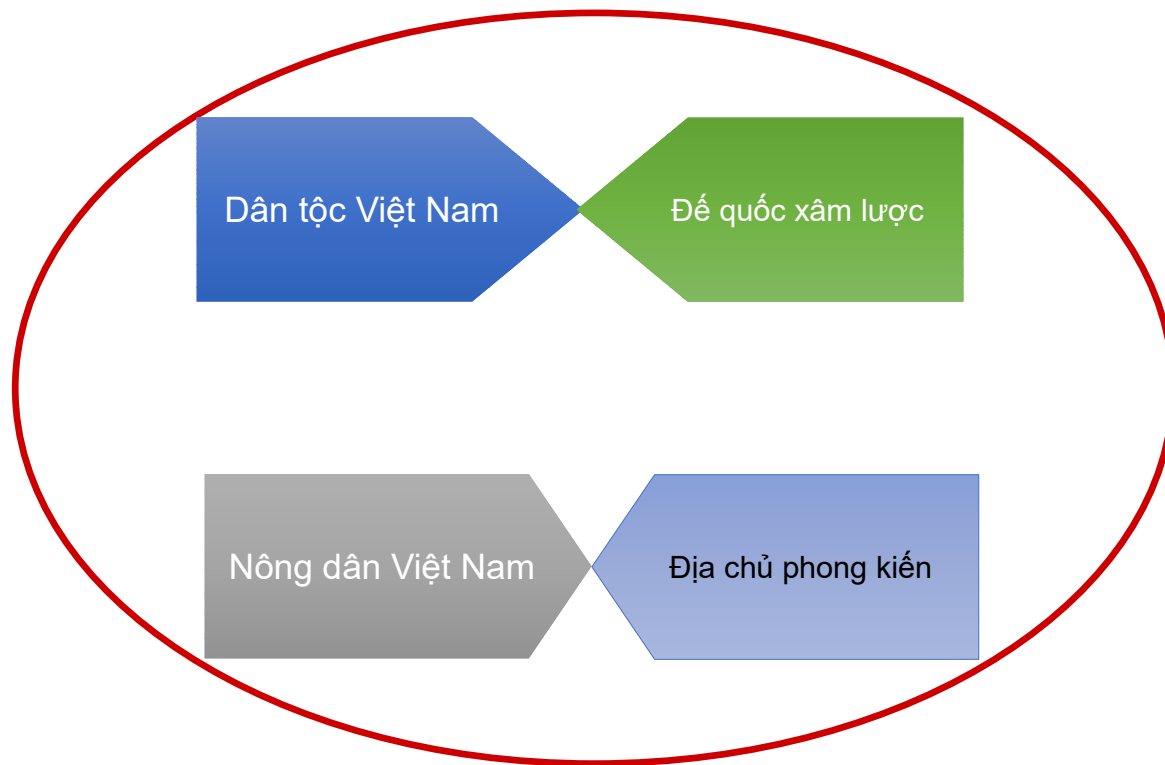 Dân tộc Việt Nam
Đế quốc xâm lược
Nông dân Việt Nam
Địa chủ phong kiến